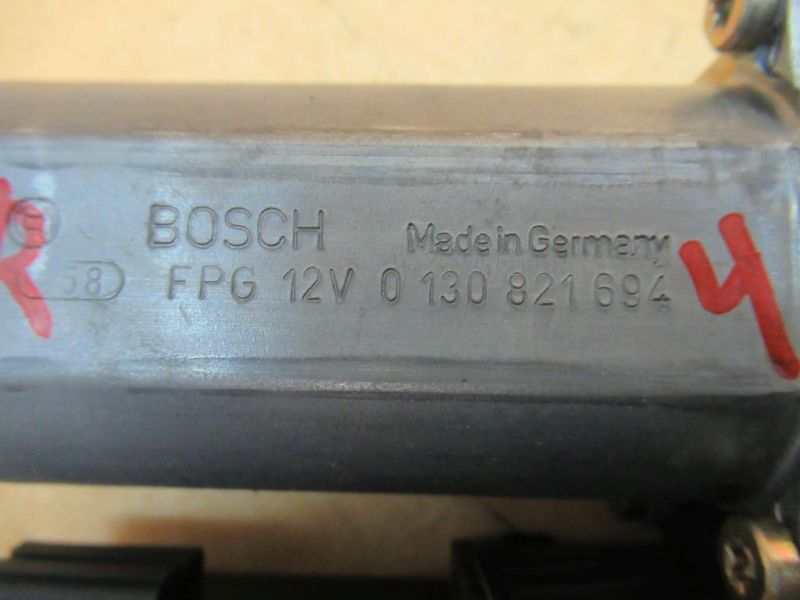 BOSCH Made in Germany
58 FPG 12V 0 130 821 694
R 4